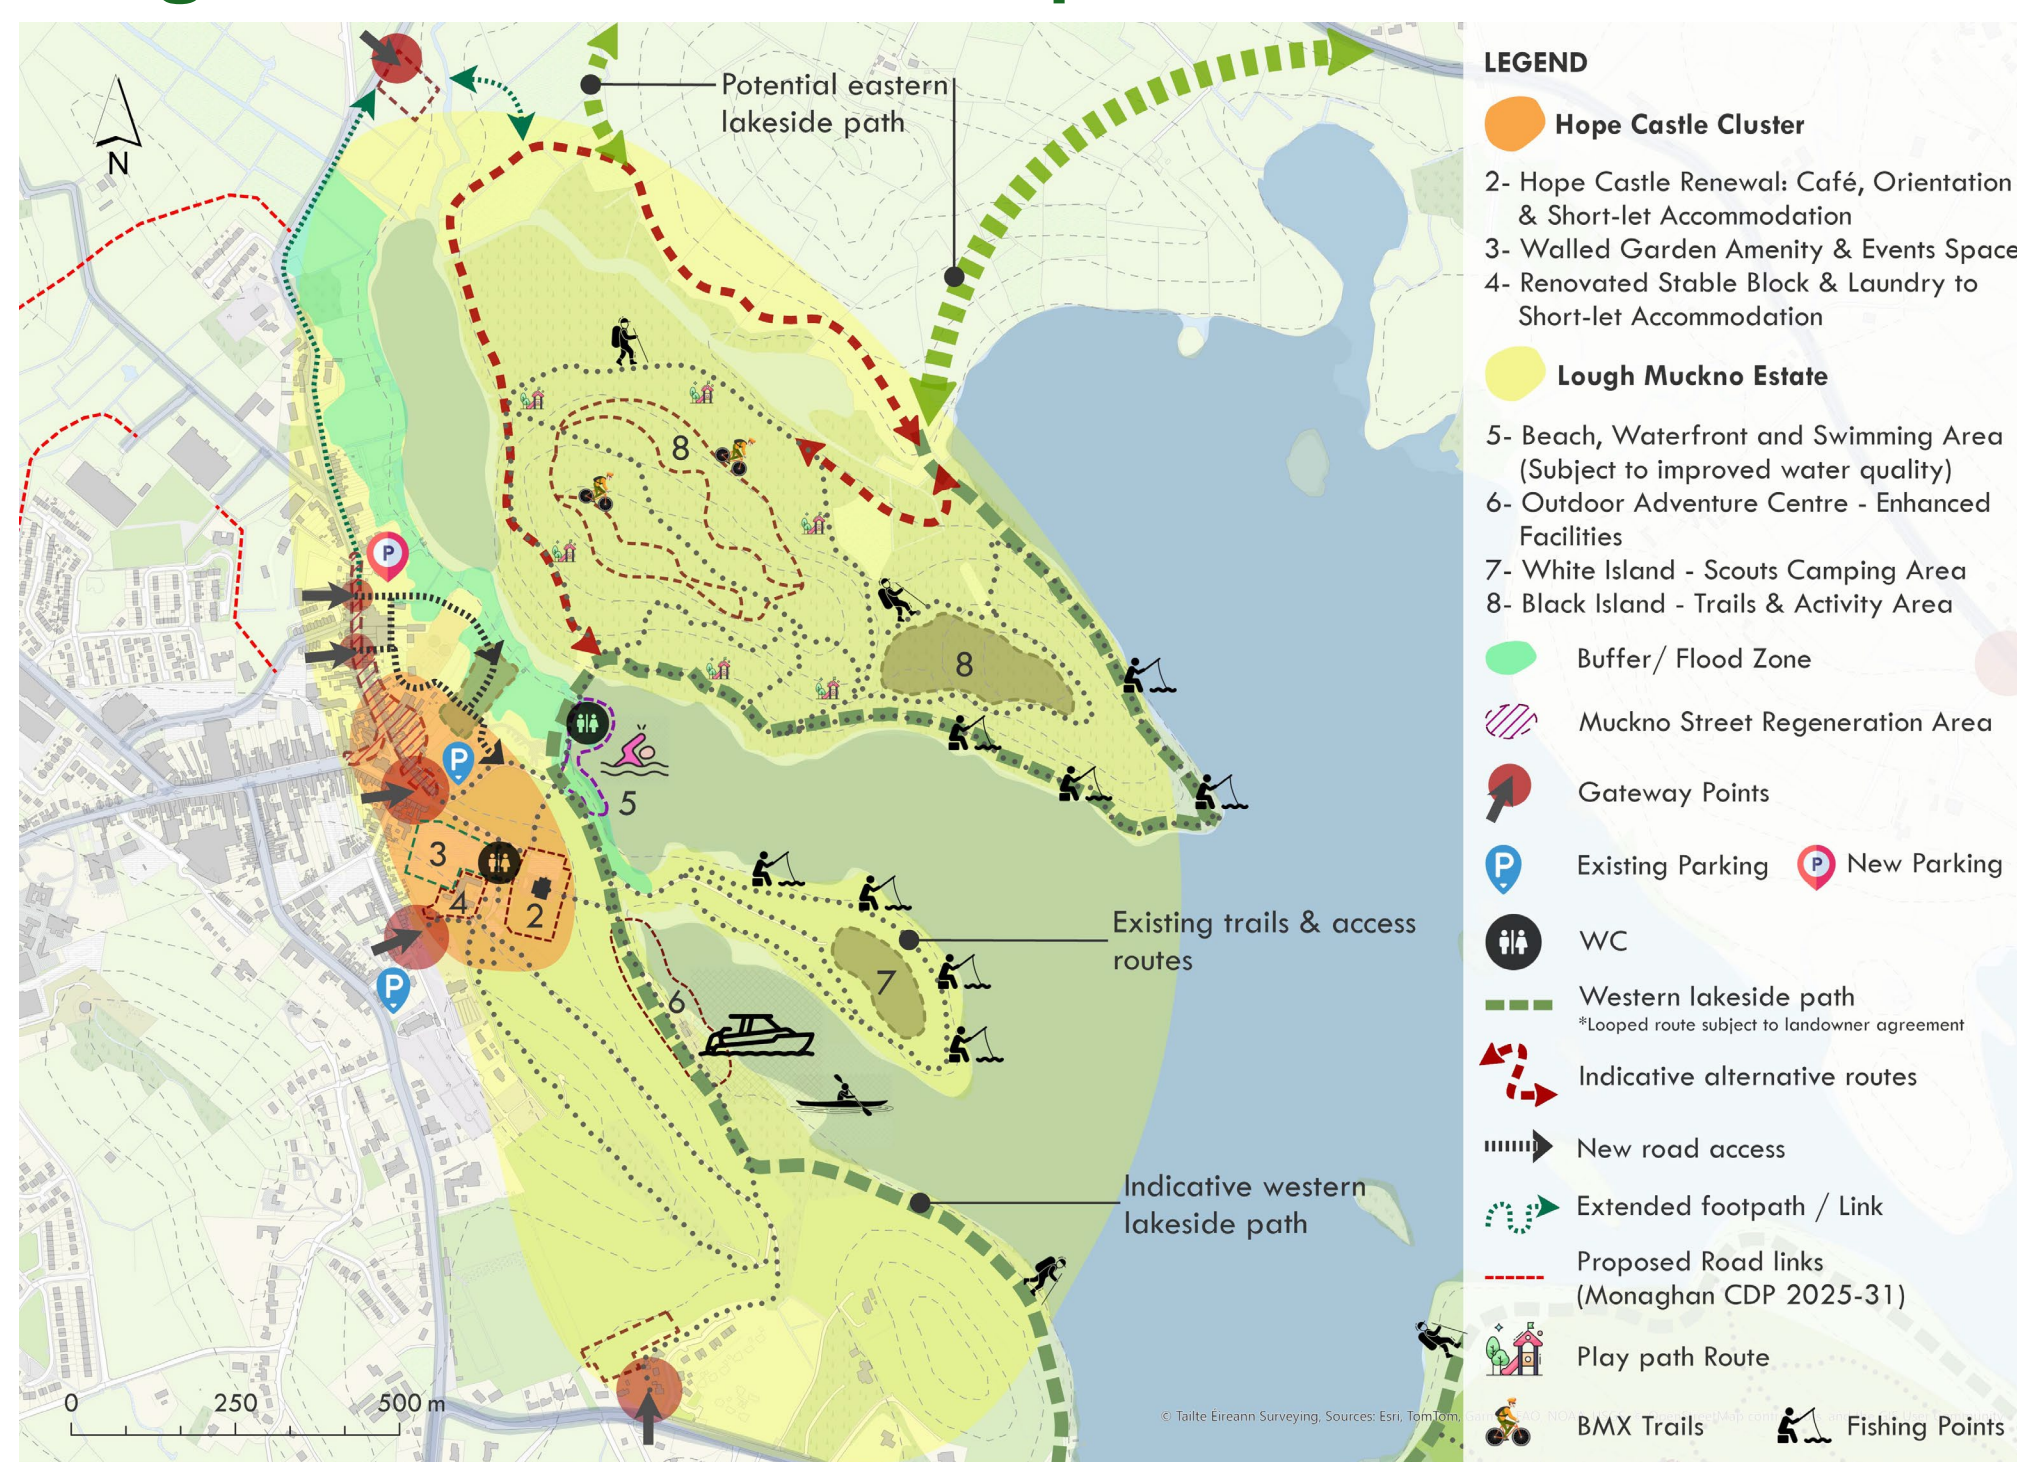 Potential eastern
lakeside path
N
8
8
5
3
4
2
7
6
P
P
P
Existing trails & access
routes
Indicative western
lakeside path
0 250 500 m
© Tailte Éireann Surveying, Sources: Esri, TomTom,
LEGEND
Hope Castle Cluster
2- Hope Castle Renewal: Café, Orientation
& Short-let Accommodation
3- Walled Garden Amenity & Events Space
4- Renovated Stable Block & Laundry to
Short-let Accommodation
Lough Muckno Estate
5- Beach, Waterfront and Swimming Area
(Subject to improved water quality)
6- Outdoor Adventure Centre - Enhanced
Facilities
7- White Island - Scouts Camping Area
8- Black Island - Trails & Activity Area
Buffer/ Flood Zone
Muckno Street Regeneration Area
Gateway Points
P Existing Parking P New Parking
WC
Western lakeside path
*Looped route subject to landowner agreement
Indicative alternative routes
New road access
Extended footpath / Link
Proposed Road links
(Monaghan CDP 2025-31)
Play path Route
BMX Trails Fishing Points